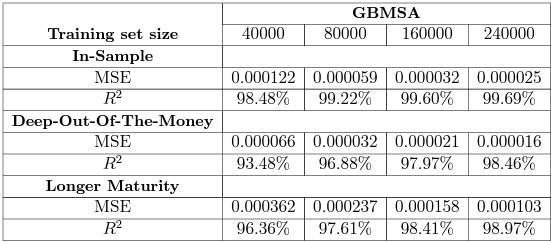 GBMSA
Training set size 40000 80000 160000 240000
In-Sample
MSE 0.000122 0.000059 0.000032 0.000025
R² 98.48% 99.22% 99.60% 99.69%
Deep-Out-Of-The-Money
MSE 0.000066 0.000032 0.000021 0.000016
R² 93.48% 96.88% 97.97% 98.46%
Longer Maturity
MSE 0.000362 0.000237 0.000158 0.000103
R² 96.36% 97.61% 98.41% 98.97%